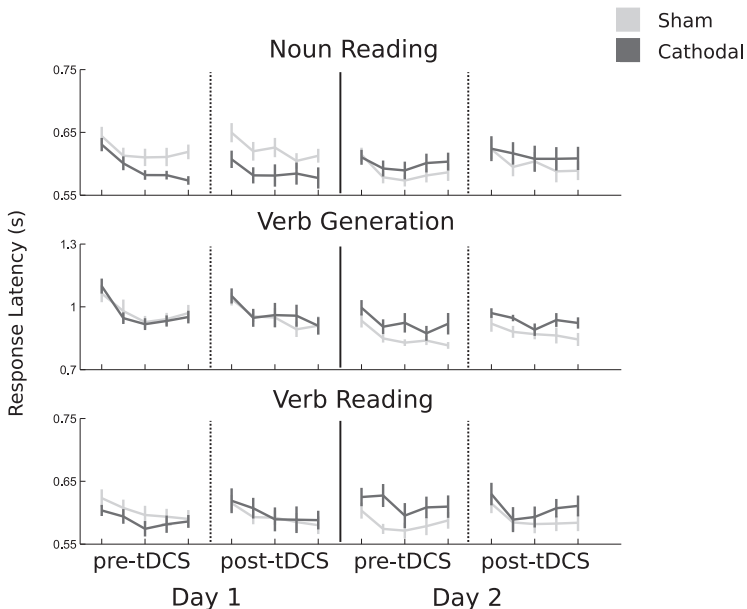 Sham
Cathodal
Noun Reading
0.75
0.65
0.55
Verb Generation
1.3
1
0.7
Verb Reading
0.75
0.65
0.55
Response Latency (s)
pre-tDCS post-tDCS pre-tDCS post-tDCS
Day 1 Day 2